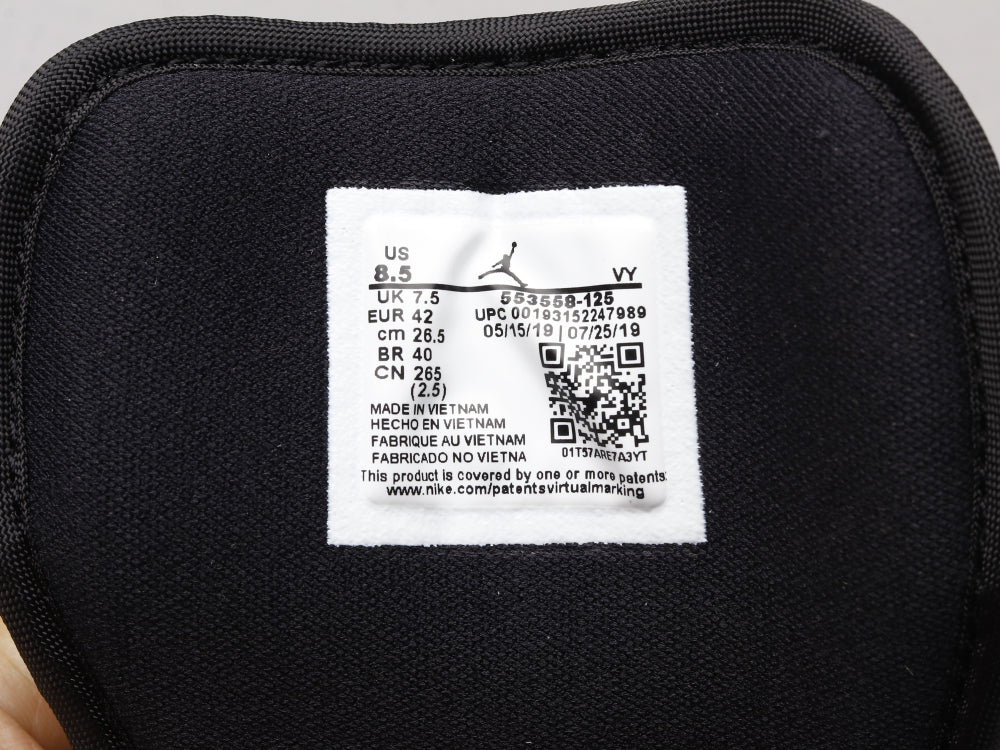 US
8.5 VY
UK 7.5 553558-125
EUR 42 UPC 00193152247989
cm 26.5 05/15/19 | 07/25/19
BR 40
CN 265
(2.5)
MADE IN VIETNAM
HECHO EN VIETNAM
FABRIQUE AU VIETNAM
FABRICADO NO VIETNA
01T57ARE7A3YT
This product is covered by one or more patents:
www.nike.com/patentsvirtualmarking